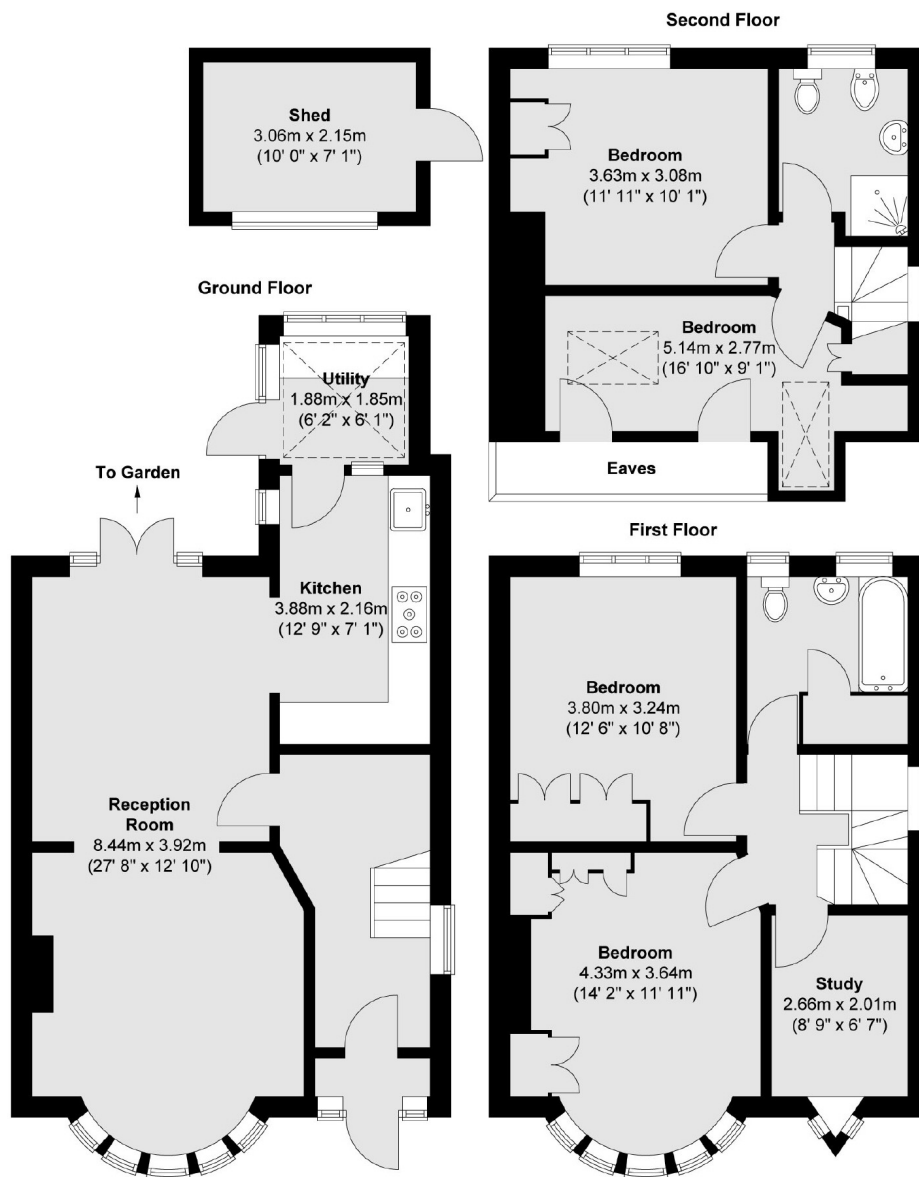 Second Floor
Shed
3.06m x 2.15m
(10' 0" x 7' 1")
Bedroom
3.63m x 3.08m
(11' 11" x 10' 1")
Bedroom
5.14m x 2.77m
(16' 10" x 9' 1")
Eaves
Ground Floor
Utility
1.88m x 1.85m
(6' 2" x 6' 1")
To Garden
Kitchen
3.88m x 2.16m
(12' 9" x 7' 1")
Reception
Room
8.44m x 3.92m
(27' 8" x 12' 10")
First Floor
Bedroom
3.80m x 3.24m
(12' 6" x 10' 8")
Bedroom
4.33m x 3.64m
(14' 2" x 11' 11")
Study
2.66m x 2.01m
(8' 9" x 6' 7")